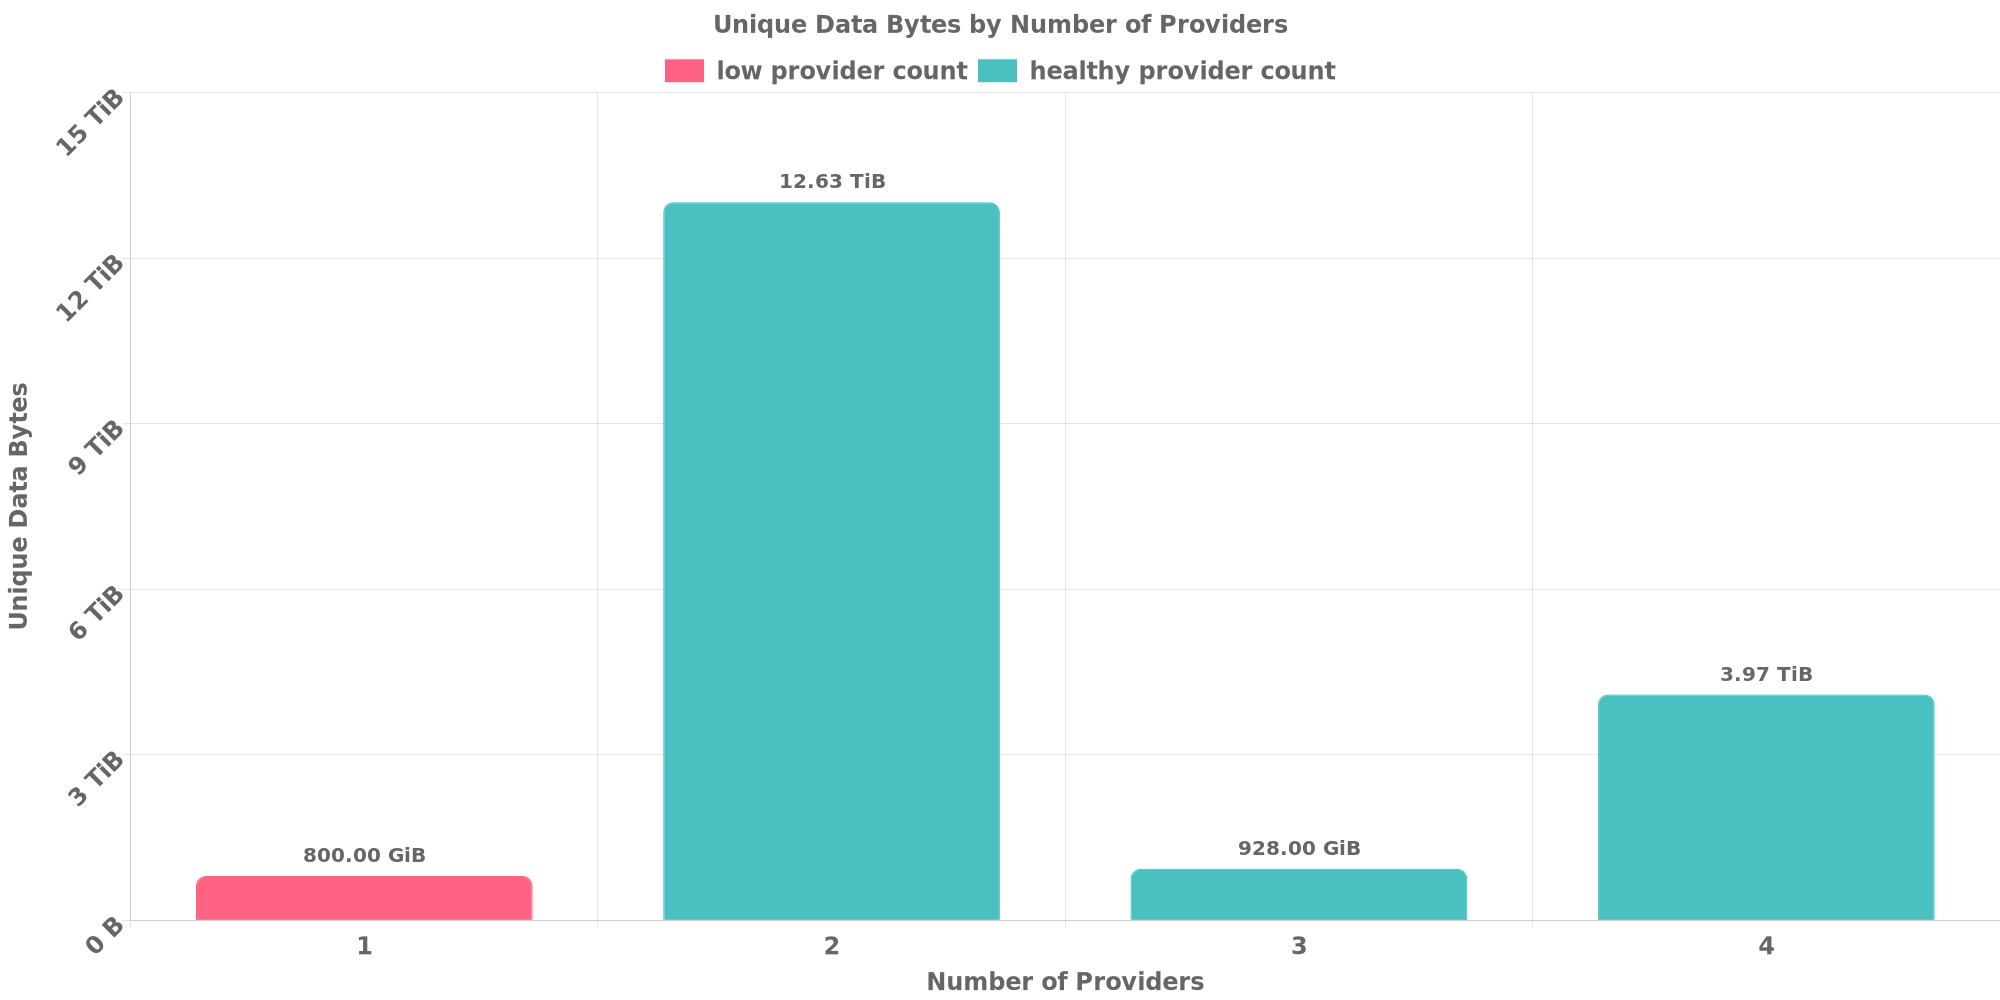 Unique Data Bytes by Number of Providers
low provider count healthy provider count
15 TiB
12 TiB
9 TiB
6 TiB
3 TiB
0 B
Unique Data Bytes
800.00 GiB
12.63 TiB
928.00 GiB
3.97 TiB
1 2 3 4
Number of Providers